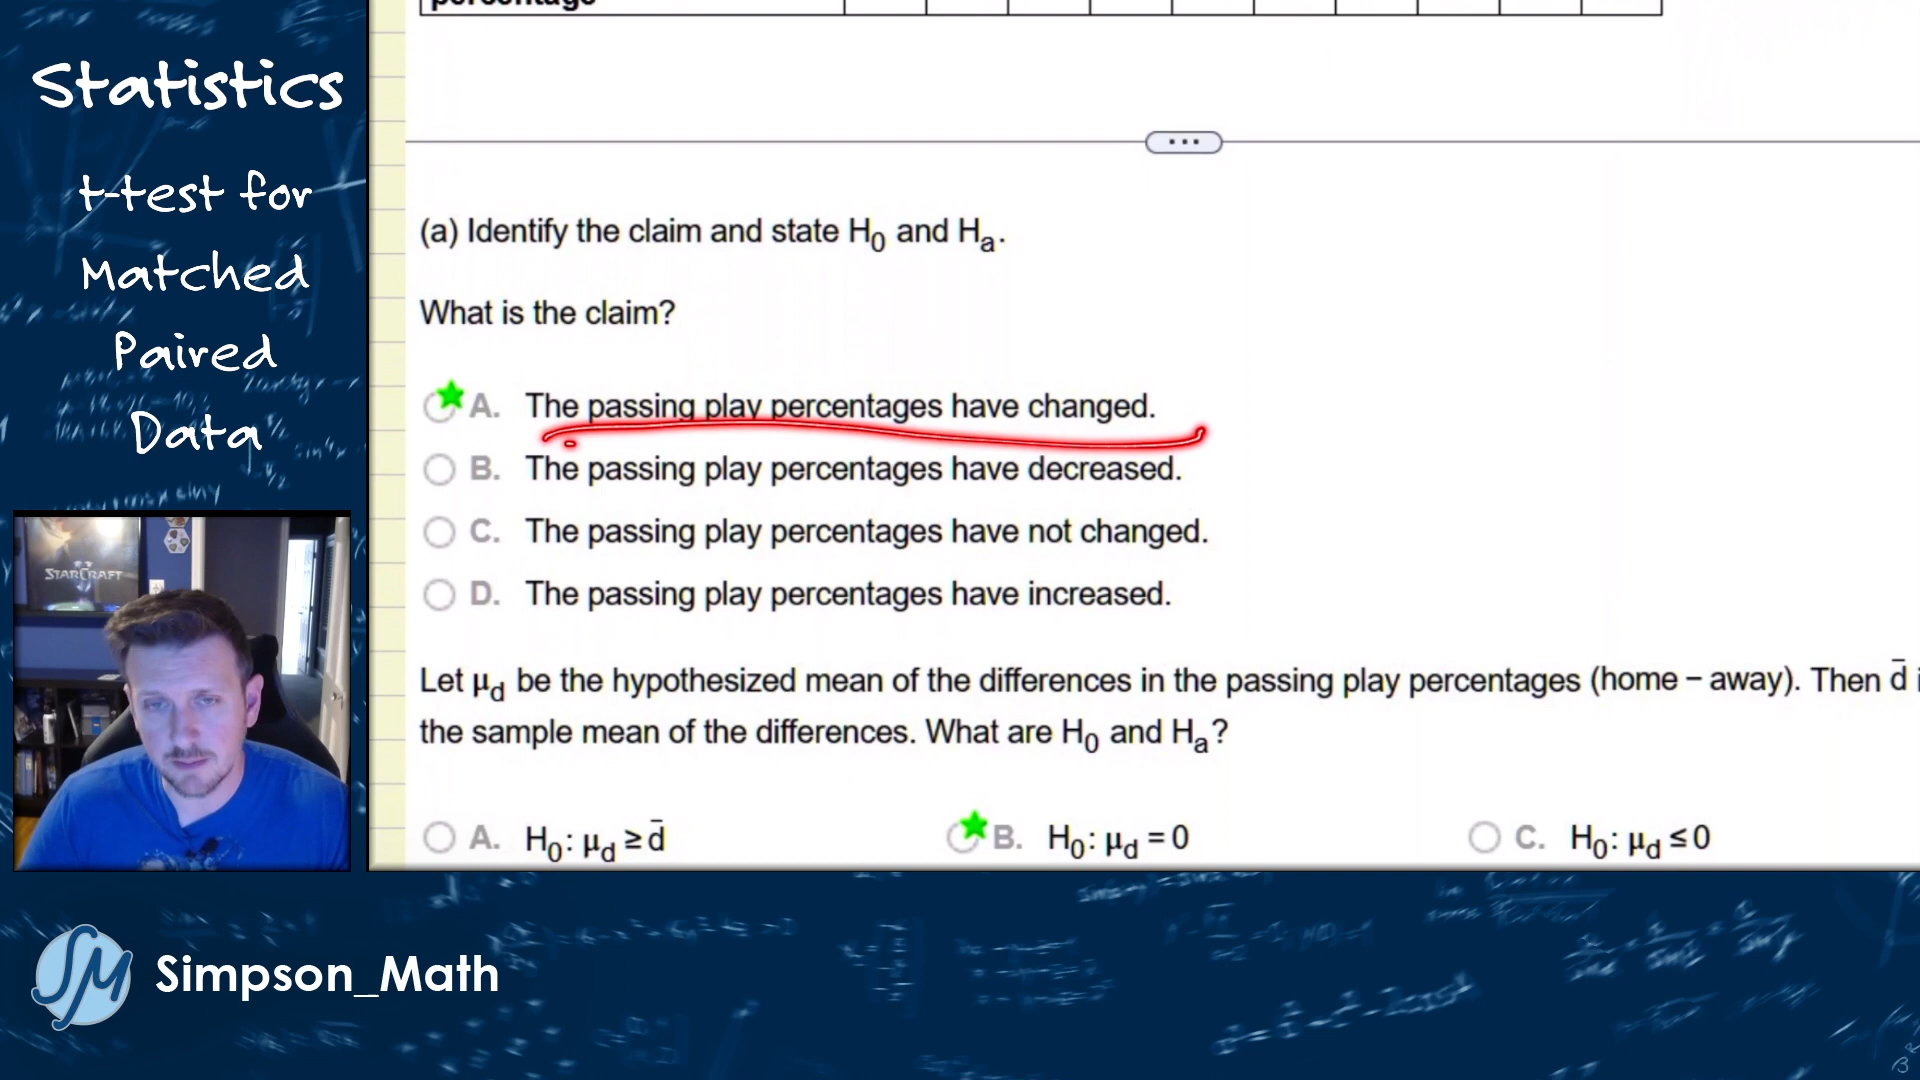 Statistics
t-test for
Matched
Paired
Data
STARCRAFT
percentage
(a) Identify the claim and state H0 and Ha.
What is the claim?
A. The passing play percentages have changed.
B. The passing play percentages have decreased.
C. The passing play percentages have not changed.
D. The passing play percentages have increased.
Let μd be the hypothesized mean of the differences in the passing play percentages (home − away). Then d̄
the sample mean of the differences. What are H0 and Ha?
A. H0: μd ≥ d̄
B. H0: μd = 0
C. H0: μd ≤ 0
SM
Simpson_Math